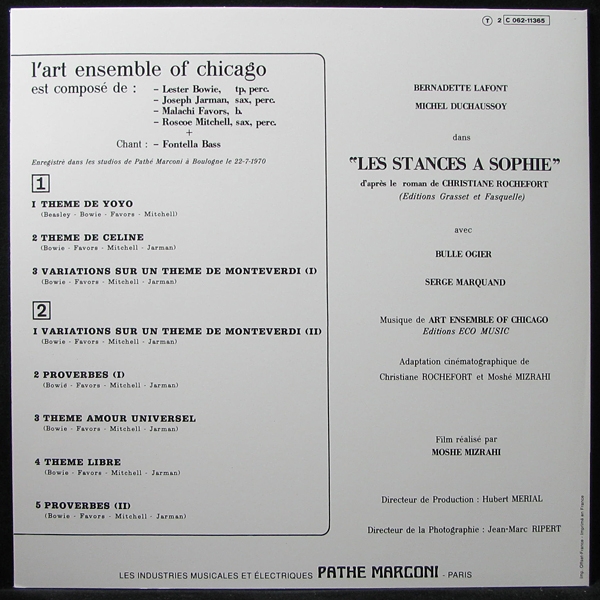 T 2 C 062-11365
l'art ensemble of chicago
est composé de : – Lester Bowie, tp, perc.
– Joseph Jarman, sax, perc.
– Malachi Favors, b.
– Roscoe Mitchell, sax, perc.
+
Chant : – Fontella Bass
Enregistré dans les studios de Pathé Marconi à Boulogne le 22-7-1970
1
1 THEME DE YOYO
(Beasley - Bowie - Favors - Mitchell)
2 THEME DE CELINE
(Bowie - Favors - Mitchell - Jarman)
3 VARIATIONS SUR UN THEME DE MONTEVERDI (I)
(Bowie - Favors - Mitchell - Jarman)
2
1 VARIATIONS SUR UN THEME DE MONTEVERDI (II)
(Bowie - Favors - Mitchell - Jarman)
2 PROVERBES (I)
(Bowie - Favors - Mitchell - Jarman)
3 THEME AMOUR UNIVERSEL
(Bowie - Favors - Mitchell - Jarman)
4 THEME LIBRE
(Bowie - Favors - Mitchell - Jarman)
5 PROVERBES (II)
(Bowie - Favors - Mitchell - Jarman)
BERNADETTE LAFONT
MICHEL DUCHAUSSOY
dans
"LES STANCES A SOPHIE"
d'après le roman de CHRISTIANE ROCHEFORT
(Editions Grasset et Fasquelle)
avec
BULLE OGIER
SERGE MARQUAND
Musique de ART ENSEMBLE OF CHICAGO
Editions ECO MUSIC
Adaptation cinématographique de
Christiane ROCHEFORT et Moshé MIZRAHI
Film réalisé par
MOSHE MIZRAHI
Directeur de Production : Hubert MERIAL
Directeur de la Photographie : Jean-Marc RIPERT
LES INDUSTRIES MUSICALES ET ÉLECTRIQUES PATHE MARCONI - PARIS
Imp. Offset-France - Imprimé en France